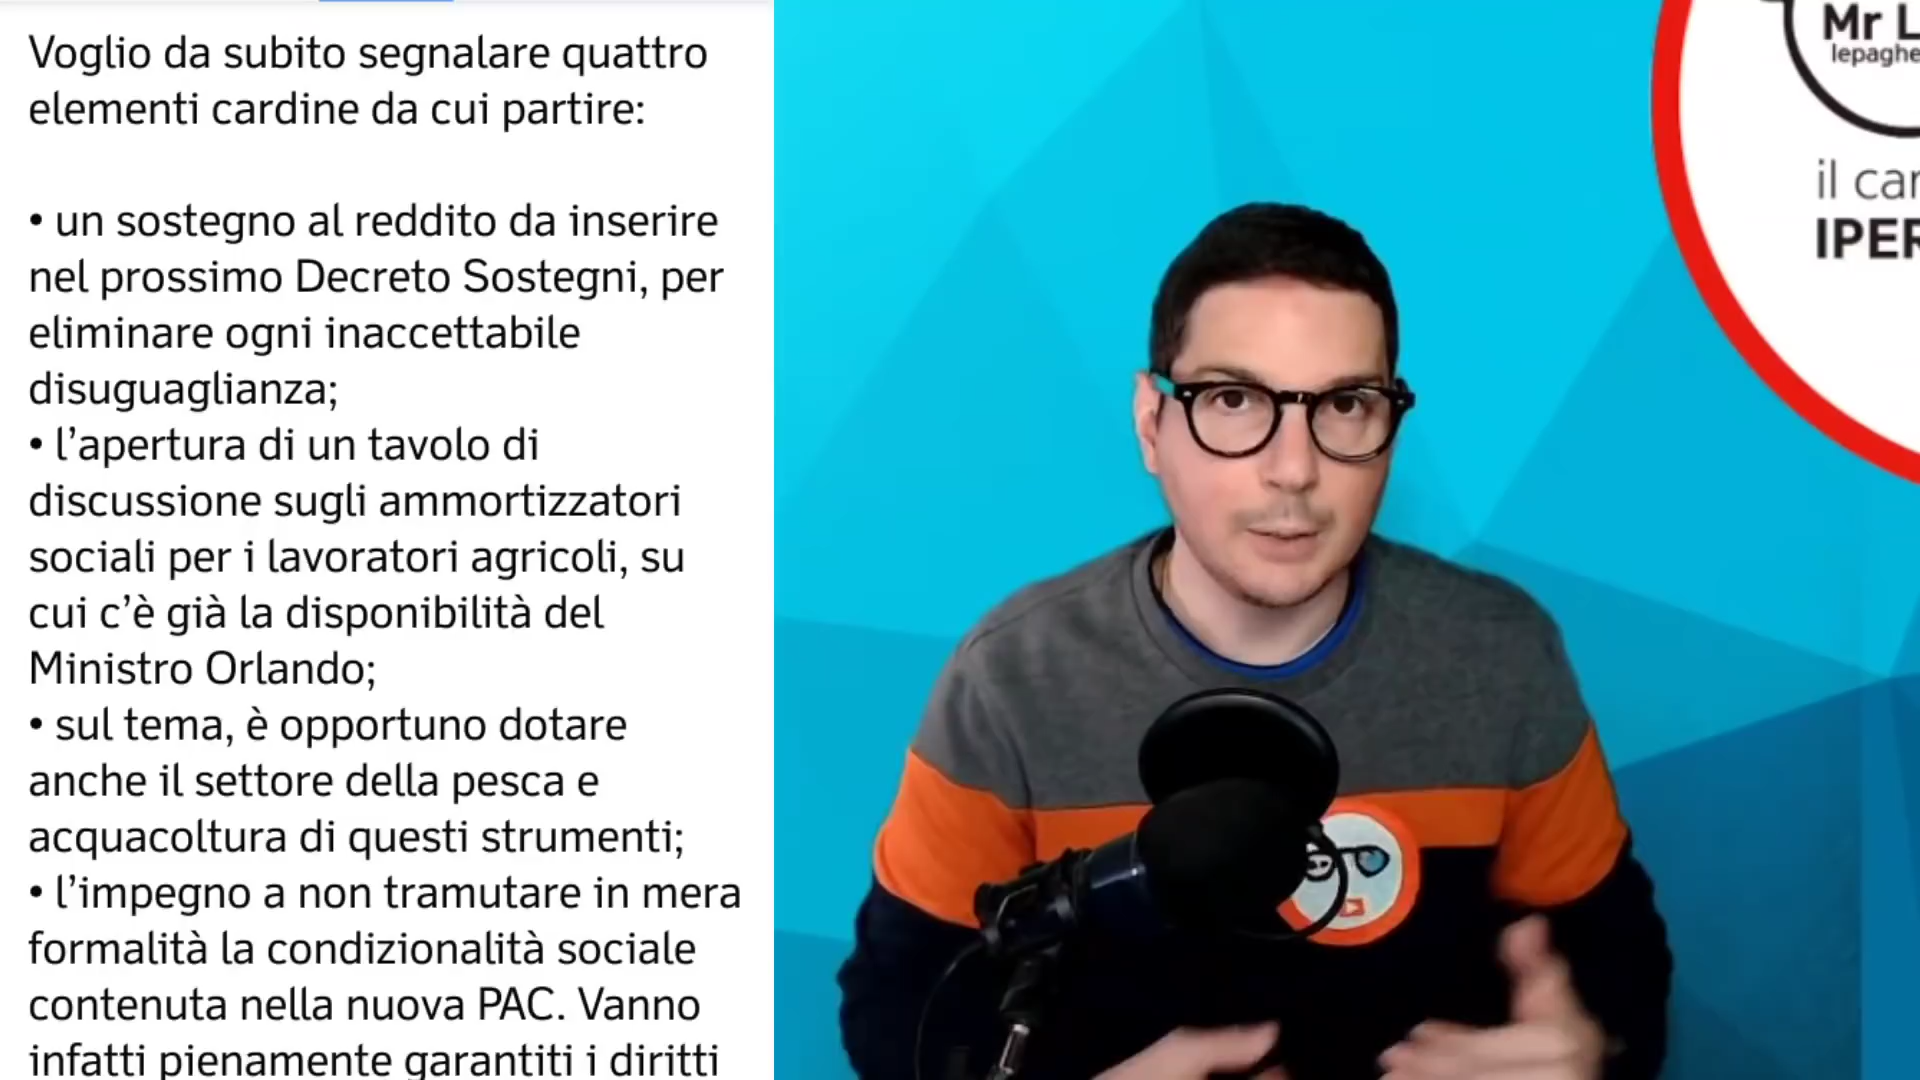 Voglio da subito segnalare quattro
elementi cardine da cui partire:
• un sostegno al reddito da inserire
nel prossimo Decreto Sostegni, per
eliminare ogni inaccettabile
disuguaglianza;
• l’apertura di un tavolo di
discussione sugli ammortizzatori
sociali per i lavoratori agricoli, su
cui c’è già la disponibilità del
Ministro Orlando;
• sul tema, è opportuno dotare
anche il settore della pesca e
acquacoltura di questi strumenti;
• l’impegno a non tramutare in mera
formalità la condizionalità sociale
contenuta nella nuova PAC. Vanno
infatti pienamente garantiti i diritti
Mr L
lepaghe
il can
IPER